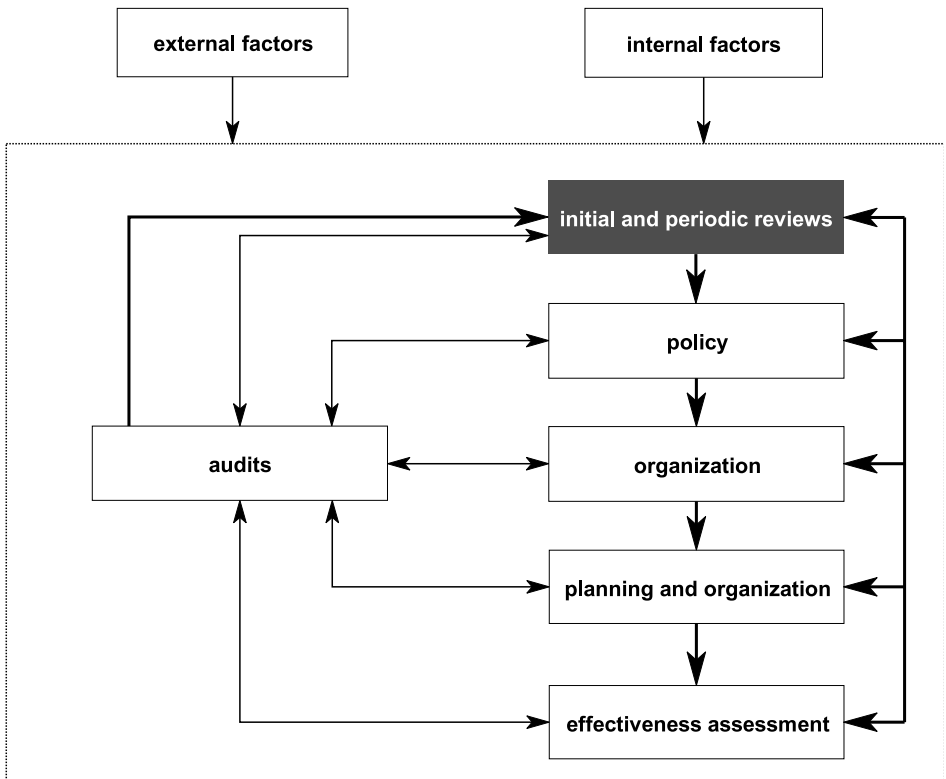 external factors
internal factors
initial and periodic reviews
policy
audits
organization
planning and organization
effectiveness assessment